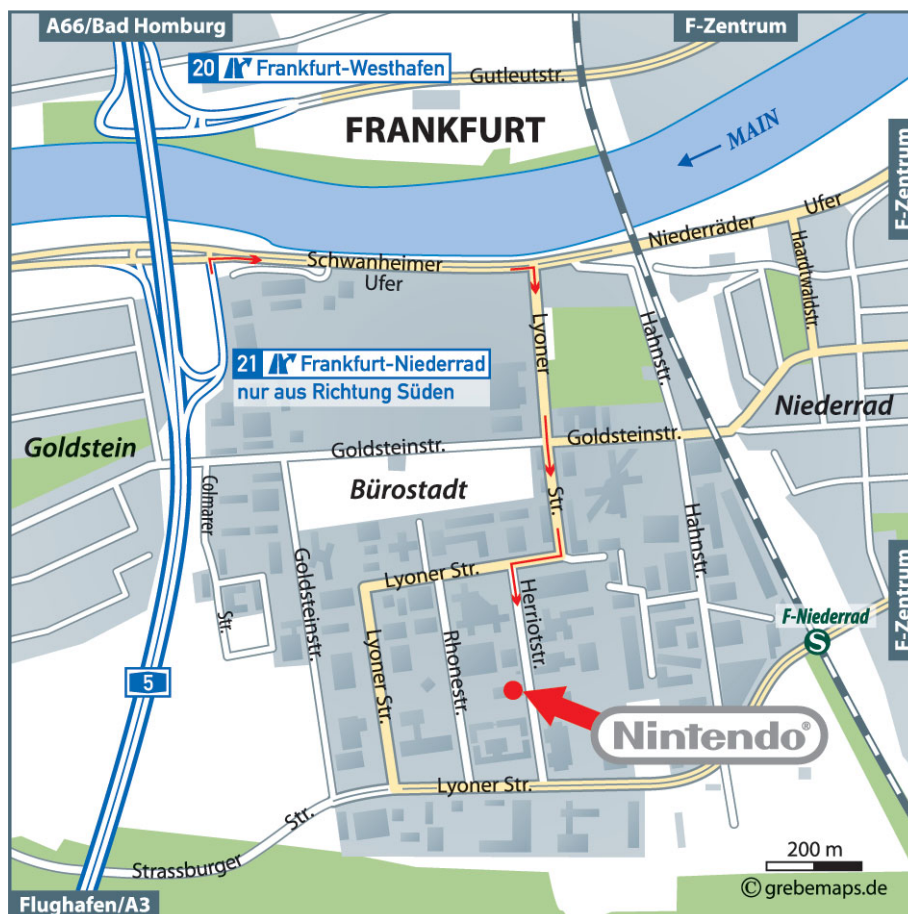 A66/Bad Homburg
F-Zentrum
20 Frankfurt-Westhafen
Gutleutstr.
FRANKFURT
MAIN
F-Zentrum
Niederräder
Ufer
Haardtwaldstr.
Schwanheimer
Ufer
Lyoner
Hahnstr.
21 Frankfurt-Niederrad
nur aus Richtung Süden
Niederrad
Goldstein
Goldsteinstr.
Goldsteinstr.
Bürostadt
Colmarer
Str.
Str.
Hahnstr.
Goldsteinstr.
Lyoner Str.
Herriotstr.
F-Niederrad
S
F-Zentrum
Lyoner Str.
Rhonestr.
5
Nintendo®
Lyoner Str.
Str.
Strassburger
200 m
© grebemaps.de
Flughafen/A3